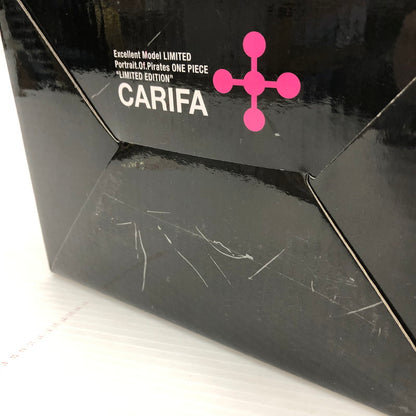 Excellent Model LIMITED
Portrait.Of.Pirates ONE PIECE
"LIMITED EDITION"
CARIFA